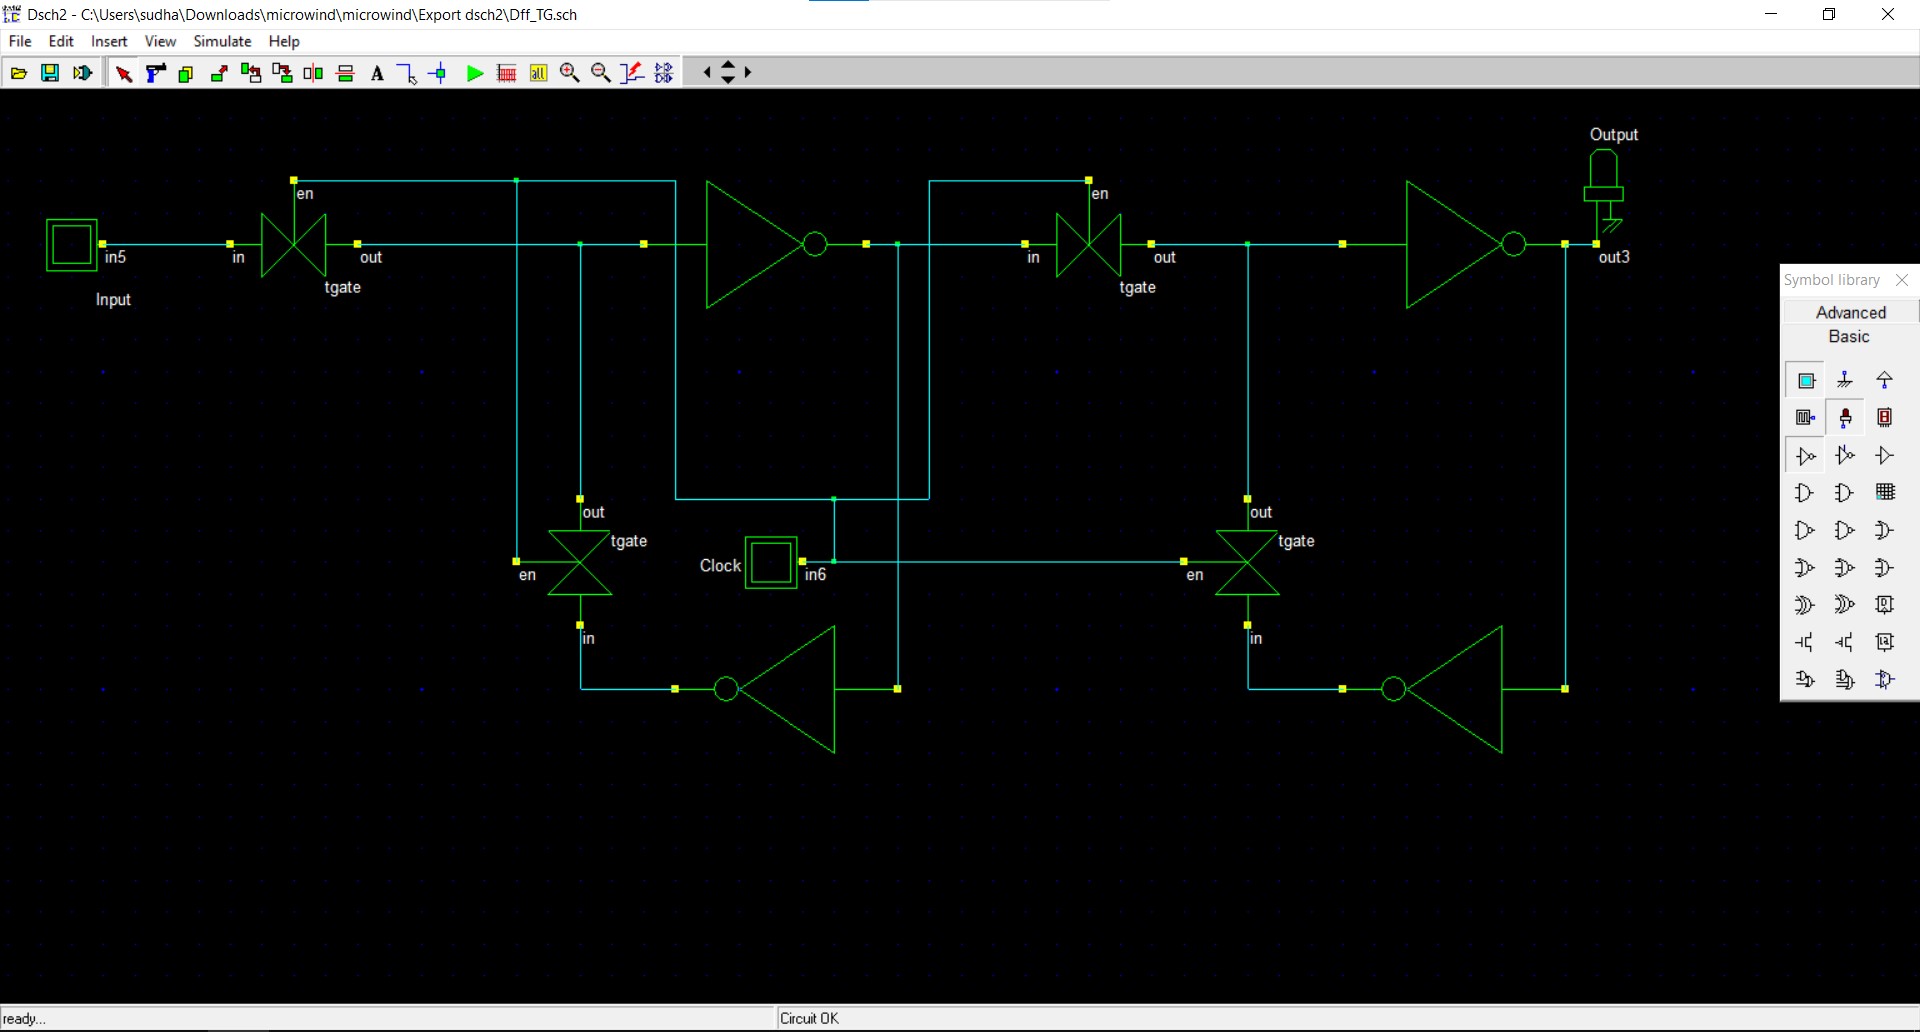 Dsch2 - C:\Users\sudha\Downloads\microwind\microwind\Export dsch2\Dff_TG.sch
File Edit Insert View Simulate Help
A
all
Output
en
en
in5
in
out
in
out
out3
Input
tgate
tgate
Symbol library
Advanced
Basic
out
out
tgate
tgate
Clock
en
in6
en
in
in
ready...
Circuit OK